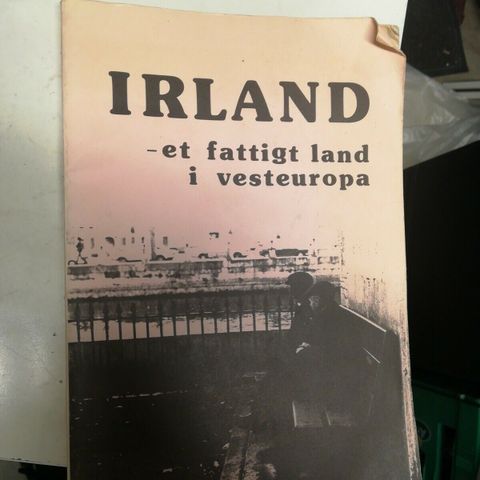 IRLAND
-et fattigt land
i vesteuropa